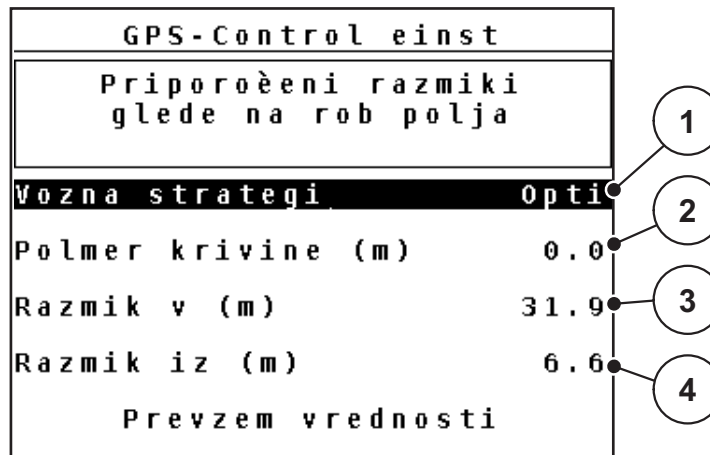 GPS-Control einst
Priporoèeni razmiki
glede na rob polja
Vozna strategi Opti
1
Polmer krivine (m) 0.0
2
Razmik v (m) 31.9
3
Razmik iz (m) 6.6
4
Prevzem vrednosti